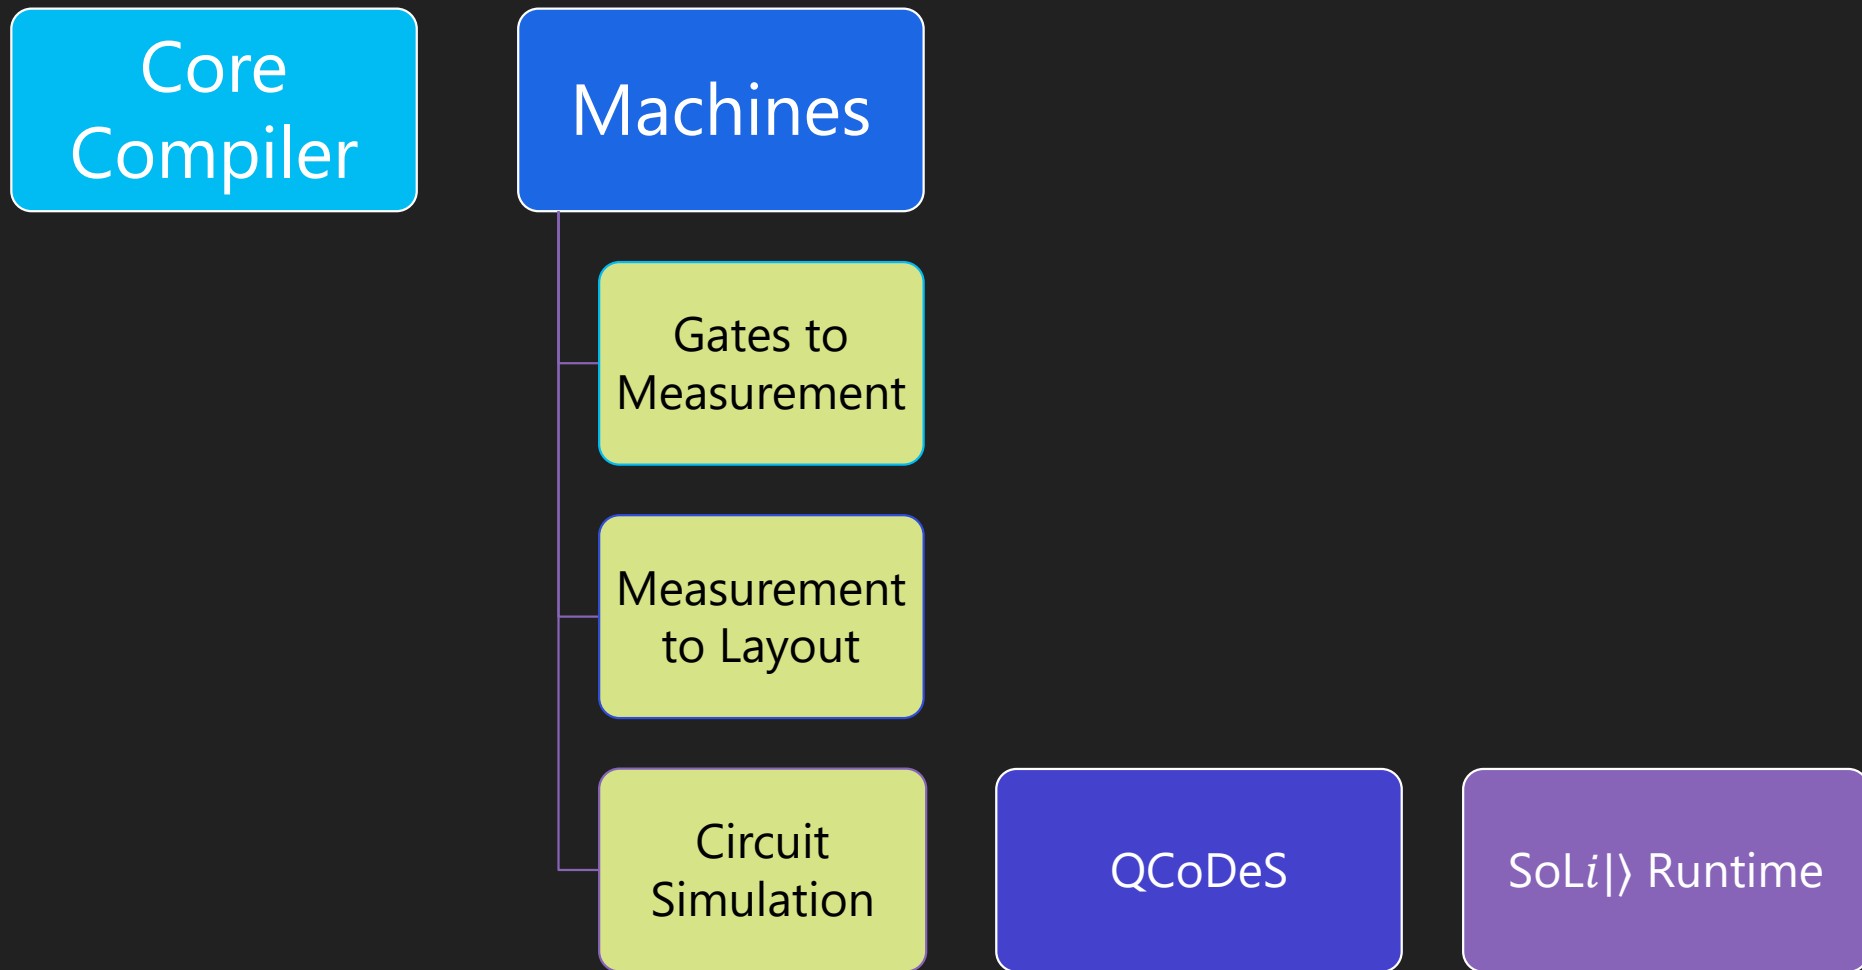 Core
Compiler
Machines
Gates to
Measurement
Measurement
to Layout
Circuit
Simulation
QCoDeS
SoL𝑖|⟩ Runtime